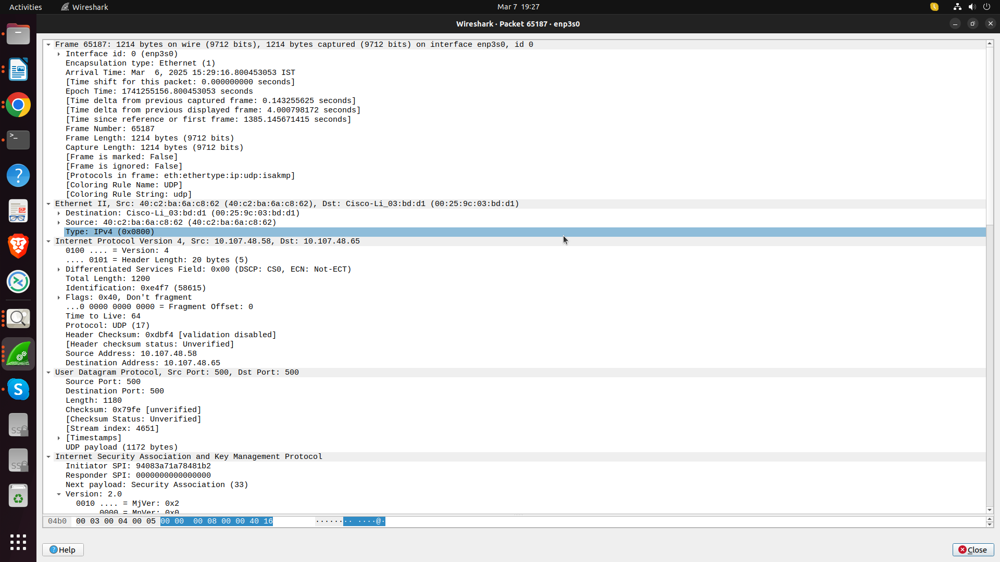 Activities
Wireshark
Mar 7  19:27
Wireshark · Packet 65187 · enp3s0
Frame 65187: 1214 bytes on wire (9712 bits), 1214 bytes captured (9712 bits) on interface enp3s0, id 0
Interface id: 0 (enp3s0)
Encapsulation type: Ethernet (1)
Arrival Time: Mar  6, 2025 15:29:16.800453053 IST
[Time shift for this packet: 0.000000000 seconds]
Epoch Time: 1741255156.800453053 seconds
[Time delta from previous captured frame: 0.143255625 seconds]
[Time delta from previous displayed frame: 4.000798172 seconds]
[Time since reference or first frame: 1385.145671415 seconds]
Frame Number: 65187
Frame Length: 1214 bytes (9712 bits)
Capture Length: 1214 bytes (9712 bits)
[Frame is marked: False]
[Frame is ignored: False]
[Protocols in frame: eth:ethertype:ip:udp:isakmp]
[Coloring Rule Name: UDP]
[Coloring Rule String: udp]
Ethernet II, Src: 40:c2:ba:6a:c8:62 (40:c2:ba:6a:c8:62), Dst: Cisco-Li_03:bd:d1 (00:25:9c:03:bd:d1)
Destination: Cisco-Li_03:bd:d1 (00:25:9c:03:bd:d1)
Source: 40:c2:ba:6a:c8:62 (40:c2:ba:6a:c8:62)
Type: IPv4 (0x0800)
Internet Protocol Version 4, Src: 10.107.48.58, Dst: 10.107.48.65
0100 .... = Version: 4
.... 0101 = Header Length: 20 bytes (5)
Differentiated Services Field: 0x00 (DSCP: CS0, ECN: Not-ECT)
Total Length: 1200
Identification: 0xe4f7 (58615)
Flags: 0x40, Don't fragment
...0 0000 0000 0000 = Fragment Offset: 0
Time to Live: 64
Protocol: UDP (17)
Header Checksum: 0xdbf4 [validation disabled]
[Header checksum status: Unverified]
Source Address: 10.107.48.58
Destination Address: 10.107.48.65
User Datagram Protocol, Src Port: 500, Dst Port: 500
Source Port: 500
Destination Port: 500
Length: 1180
Checksum: 0x79fe [unverified]
[Checksum Status: Unverified]
[Stream index: 4651]
[Timestamps]
UDP payload (1172 bytes)
Internet Security Association and Key Management Protocol
Initiator SPI: 94083a71a78481b2
Responder SPI: 0000000000000000
Next payload: Security Association (33)
Version: 2.0
0010 .... = MjVer: 0x2
.... 0000 = MnVer: 0x0
04b0  00 03 00 04 00 05 00 00  00 08 00 00 40 16  ········ ····@·
Help
Close